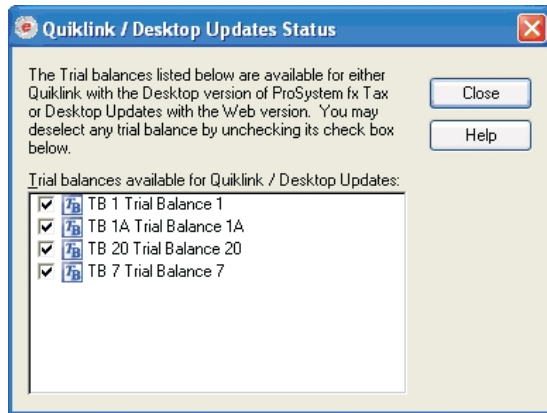 Quiklink / Desktop Updates Status
The Trial balances listed below are available for either
Quiklink with the Desktop version of ProSystem fx Tax
or Desktop Updates with the Web version. You may
deselect any trial balance by unchecking its check box
below.
Close
Help
Trial balances available for Quiklink / Desktop Updates:
TB TB 1 Trial Balance 1
TB TB 1A Trial Balance 1A
TB TB 20 Trial Balance 20
TB TB 7 Trial Balance 7